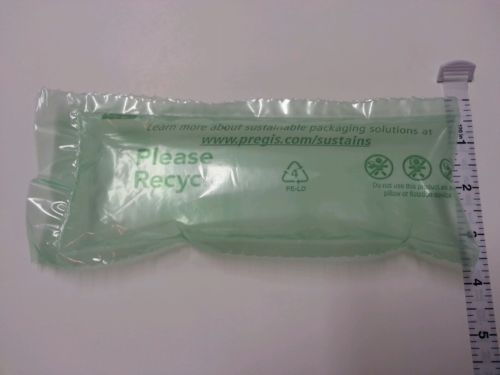 Learn more about sustainable packaging solutions at
www.pregis.com/sustains
Please
Recyc
4
PE-LD
Do not use this product as a
pillow or flotation device
1
2
3
4
5